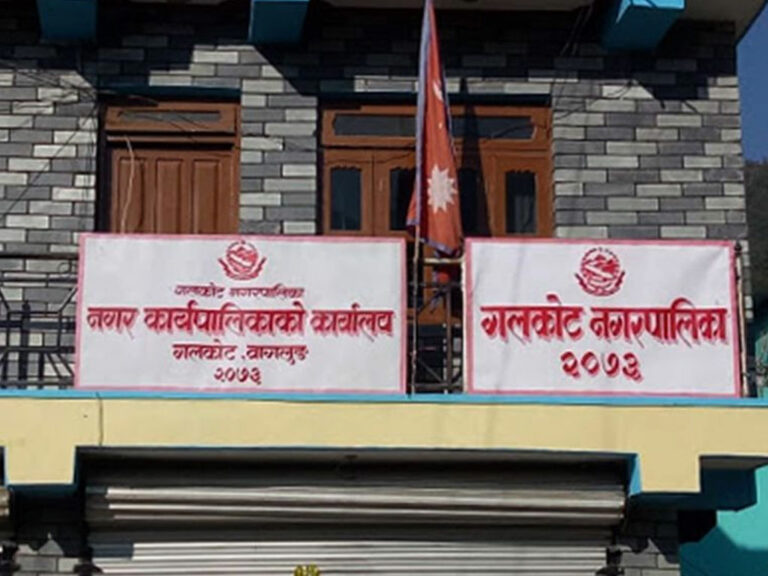 गलकोट नगरपालिका
नगर कार्यपालिकाको कार्यालय
गलकोट, बागलुङ
२०७३
गलकोट नगरपालिका
२०७३